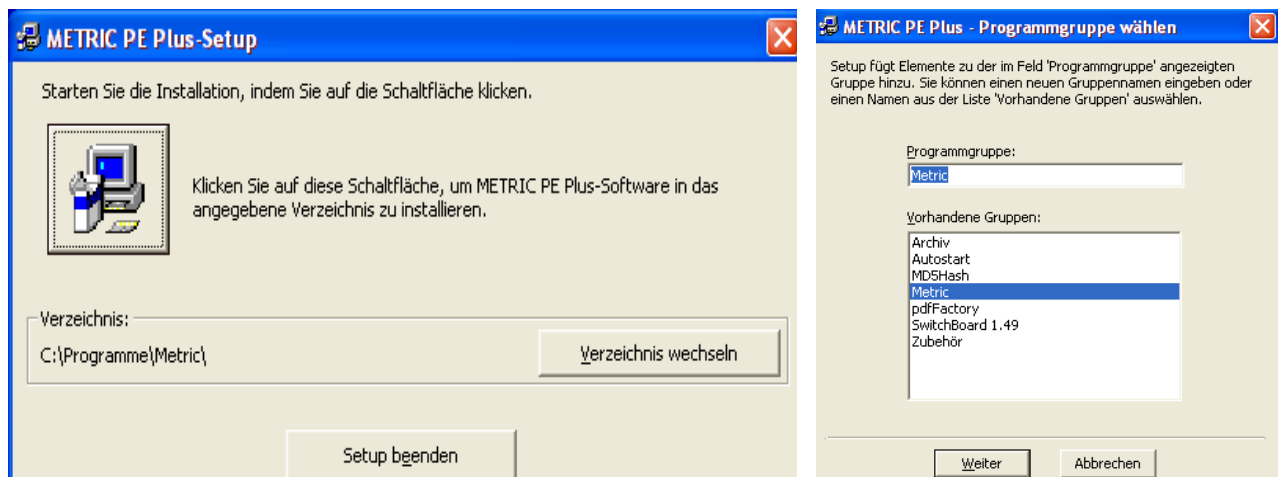 METRIC PE Plus-Setup
Starten Sie die Installation, indem Sie auf die Schaltfläche klicken.
Klicken Sie auf diese Schaltfläche, um METRIC PE Plus-Software in das
angegebene Verzeichnis zu installieren.
Verzeichnis:
C:\Programme\Metric\
Verzeichnis wechseln
Setup beenden
METRIC PE Plus - Programmgruppe wählen
Setup fügt Elemente zu der im Feld 'Programmgruppe' angezeigten
Gruppe hinzu. Sie können einen neuen Gruppennamen eingeben oder
einen Namen aus der Liste 'Vorhandene Gruppen' auswählen.
Programmgruppe:
Metric
Vorhandene Gruppen:
Archiv
Autostart
MD5Hash
Metric
pdfFactory
SwitchBoard 1.49
Zubehör
Weiter
Abbrechen